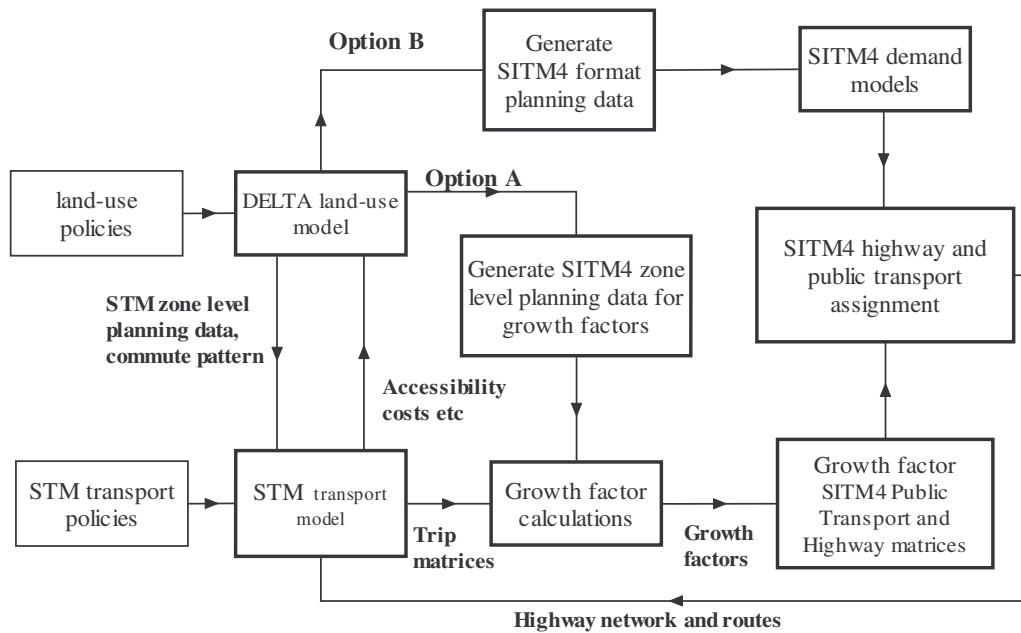 Option B
Generate
SITM4 format
planning data
SITM4 demand
models
land-use
policies
DELTA land-use
model
Option A
Generate SITM4 zone
level planning data for
growth factors
SITM4 highway and
public transport
assignment
STM zone level
planning data,
commute pattern
Accessibility
costs etc
STM transport
policies
STM transport
model
Trip
matrices
Growth factor
calculations
Growth
factors
Growth factor
SITM4 Public
Transport and
Highway matrices
Highway network and routes